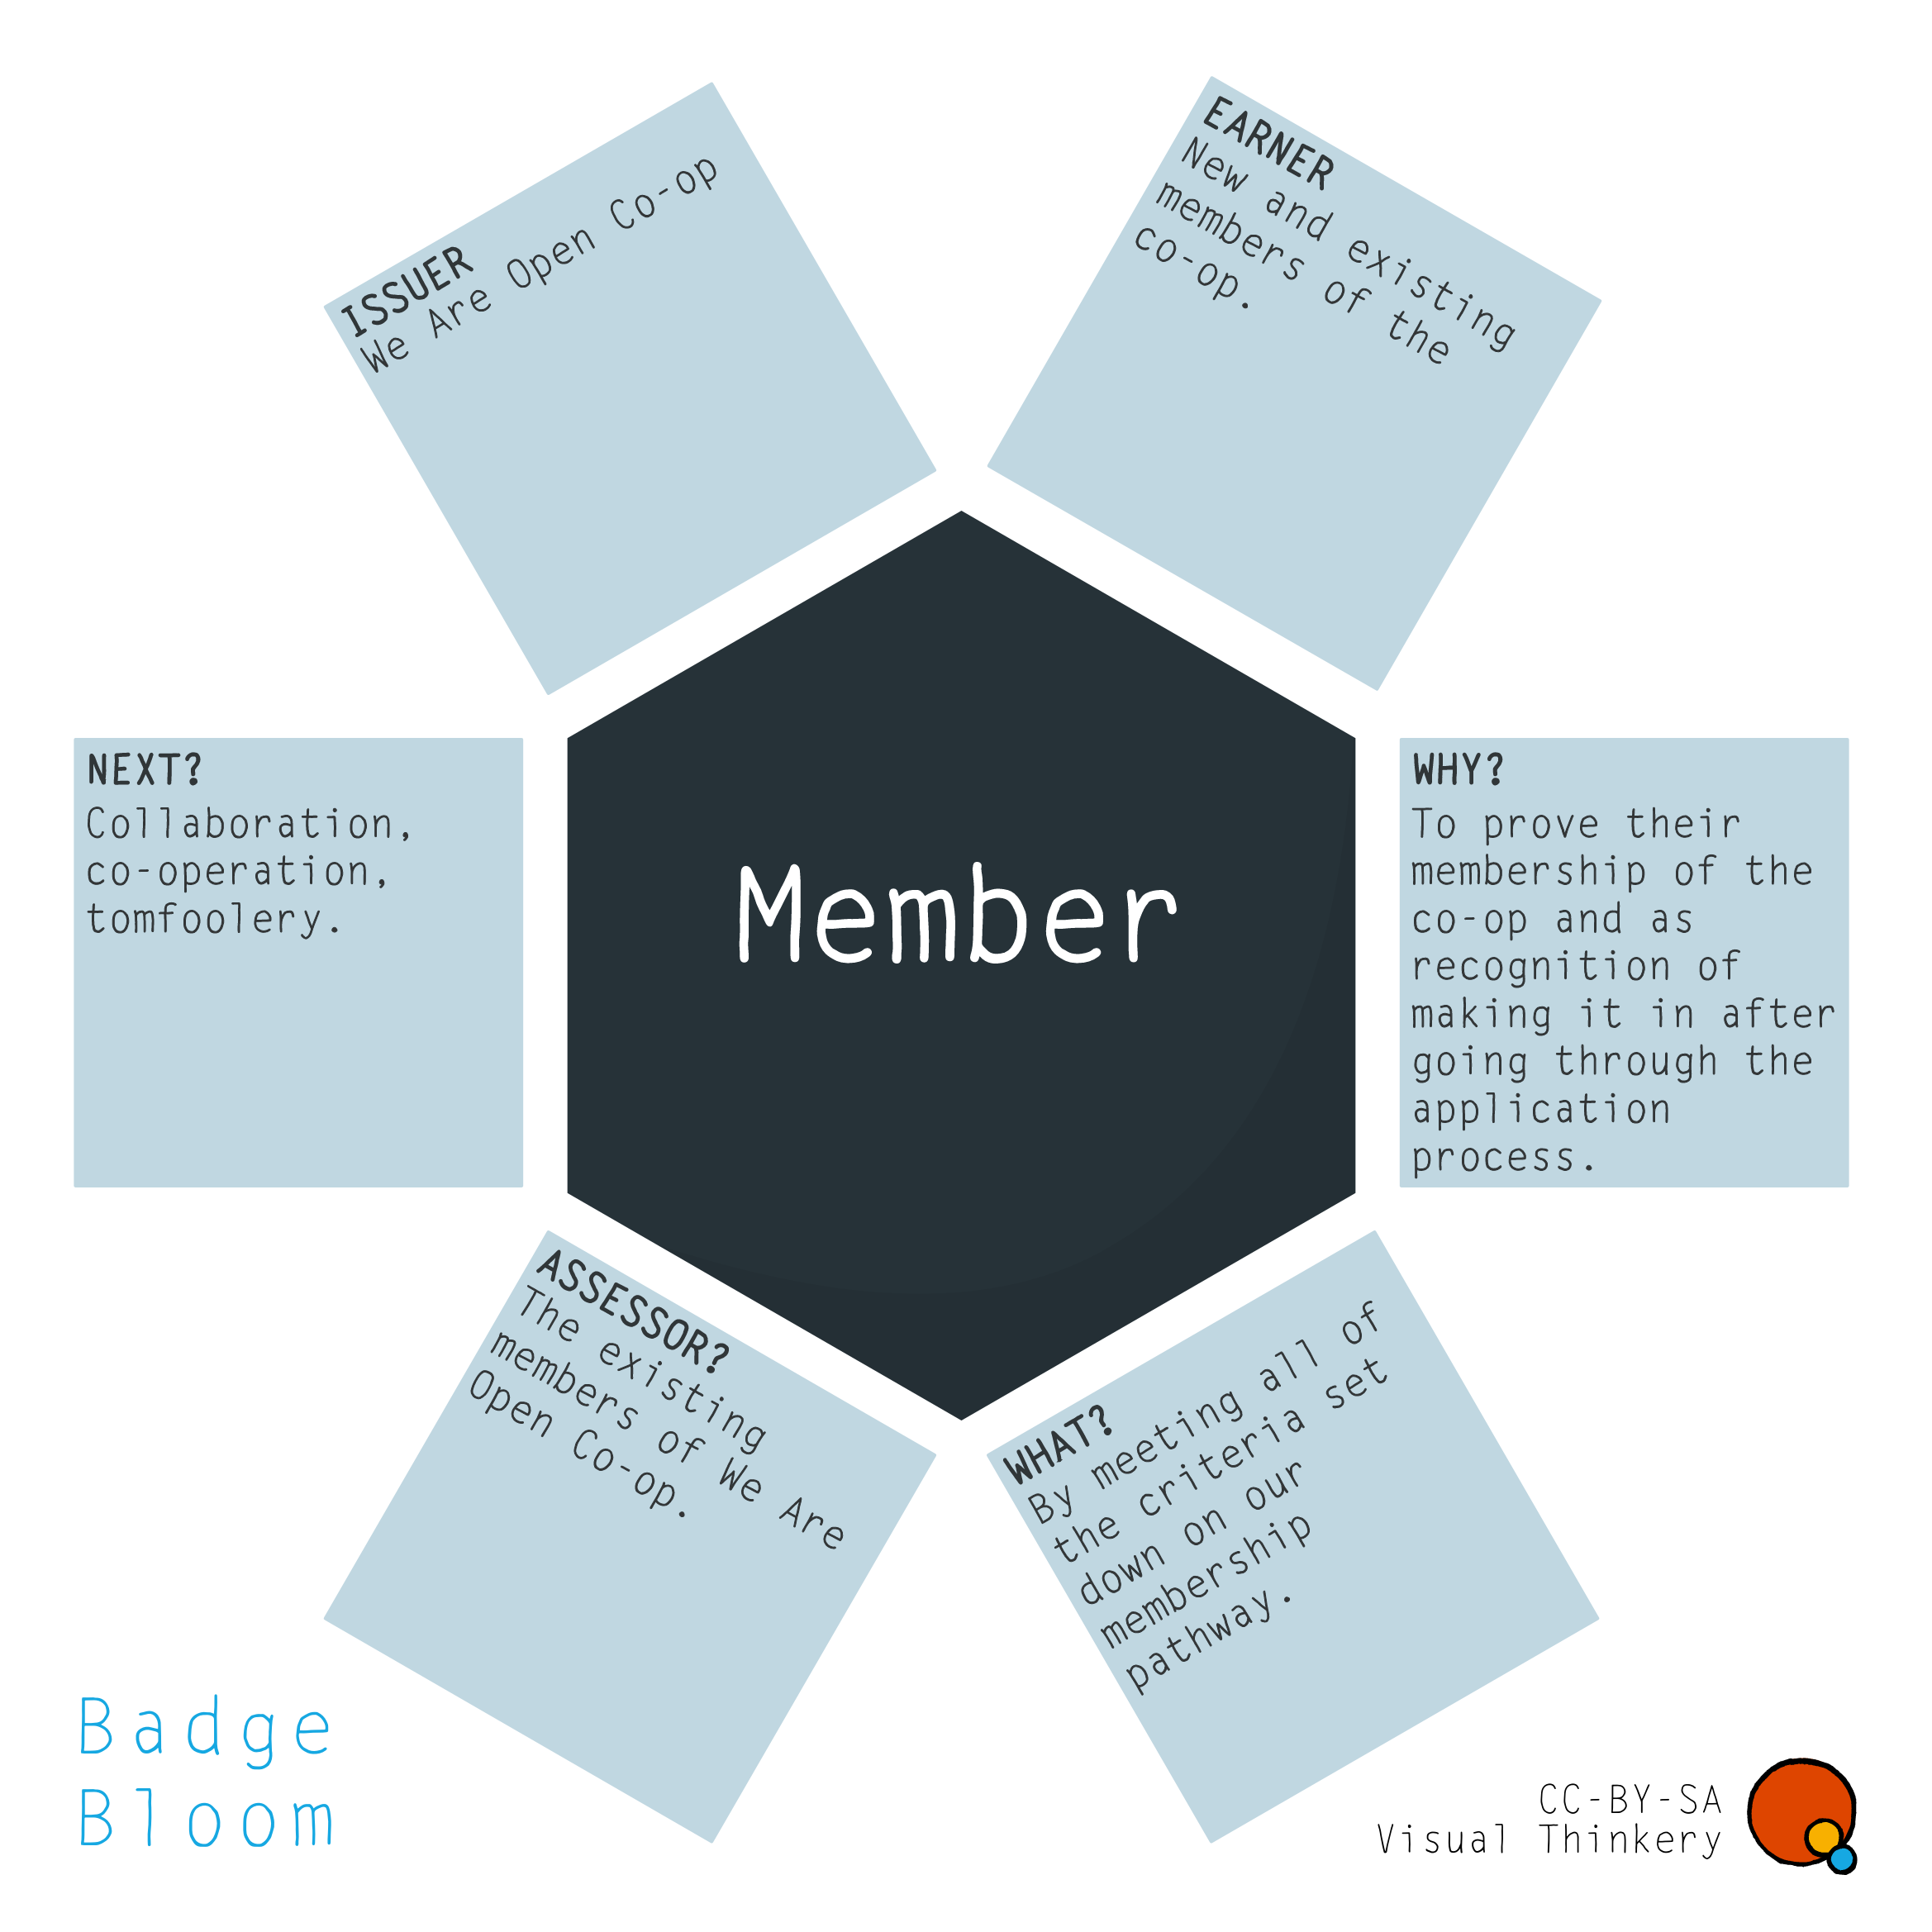 ISSUER
We Are Open Co-op
EARNER
New and existing
members of the
co-op.
NEXT?
Collaboration,
co-operation,
tomfoolery.
Member
WHY?
To prove their
membership of the
co-op and as
recognition of
making it in after
going through the
application
process.
ASSESSOR?
The existing
members of We Are
Open Co-op.
WHAT?
By meeting all of
the criteria set
down on our
membership
pathway.
Badge
Bloom
CC-BY-SA
Visual Thinkery